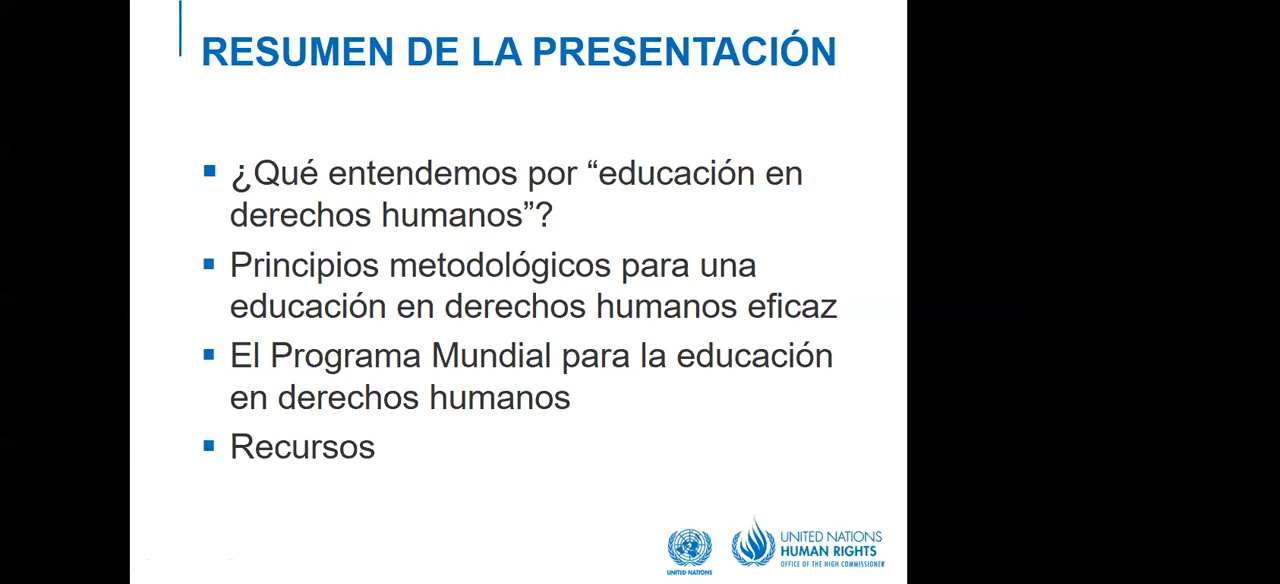 RESUMEN DE LA PRESENTACIÓN
¿Qué entendemos por “educación en
derechos humanos”?
Principios metodológicos para una
educación en derechos humanos eficaz
El Programa Mundial para la educación
en derechos humanos
Recursos
UNITED NATIONS
UNITED NATIONS
HUMAN RIGHTS
OFFICE OF THE HIGH COMMISSIONER